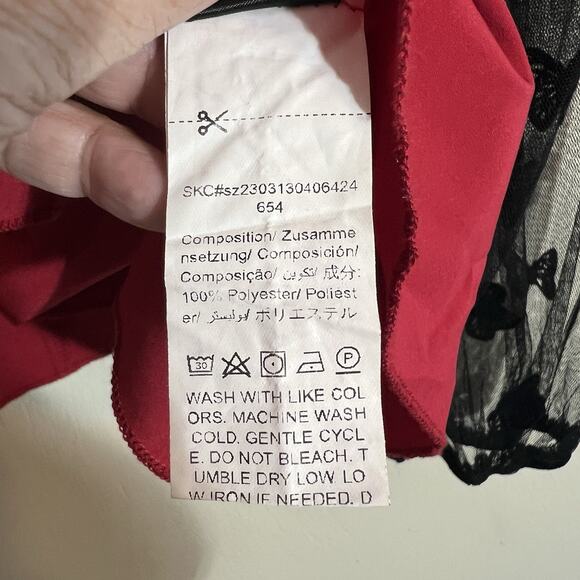 SKC#sz2303130406424
654
Composition/ Zusamme
nsetzung/ Composición/
Composição/ تكوين/ 成分:
100% Polyester/ Poliest
er/ بوليستر/ ポリエステル
30
P
WASH WITH LIKE COL
ORS. MACHINE WASH
COLD. GENTLE CYCL
E. DO NOT BLEACH. T
UMBLE DRY LOW. LO
W IRON IF NEEDED. D